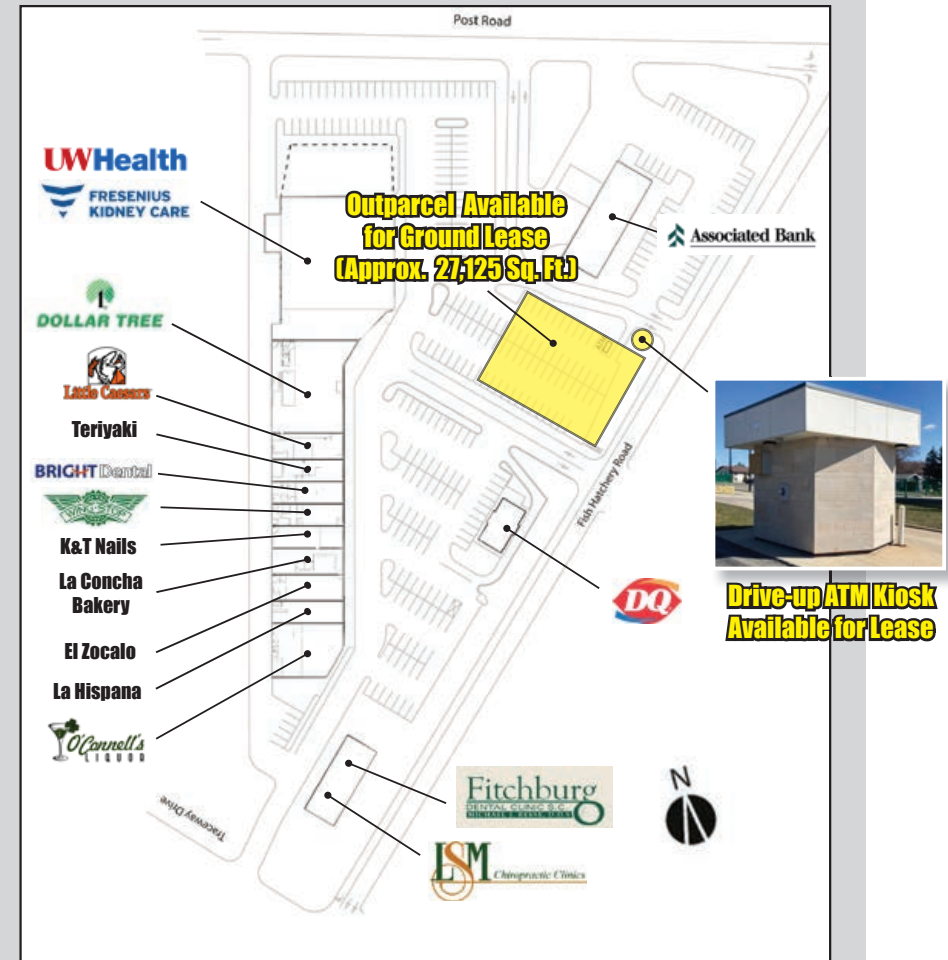 Post Road
UWHealth
FRESENIUS
KIDNEY CARE
Outparcel Available
for Ground Lease
(Approx. 27,125 Sq. Ft.)
Associated Bank
DOLLAR TREE
Little Caesars
Teriyaki
BRIGHT Dental
WING·STOP
K&T Nails
La Concha
Bakery
El Zocalo
La Hispana
O'Connell's
LIQUOR
Fish Hatchery Road
DQ
Drive-up ATM Kiosk
Available for Lease
Traceway Drive
Fitchburg
DENTAL CLINIC S.C.
LSM
Chiropractic Clinics
N